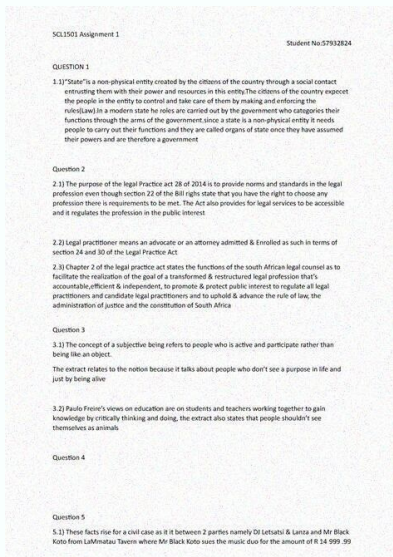 SCL1501 Assignment 1
Student No:57932824
QUESTION 1
1.1)"State"is a non-physical entity created by the citizens of the country through a social contact
entrusting them with their power and resources in this entity.The citizens of the country expecet
the people in the entity to control and take care of them by making and enforcing the
rules(Law).In a modern state he roles are carried out by the government who categories their
functions through the arms of the government.since a state is a non-physical entity it needs
people to carry out their functions and they are called organs of state once they have assumed
their powers and are therefore a government
Question 2
2.1) The purpose of the legal Practice act 28 of 2014 is to provide norms and standards in the legal
profession even though section 22 of the Bill righs state that you have the right to choose any
profession there is requirements to be met. The Act also provides for legal services to be accessible
and it regulates the profession in the public interest
2.2) Legal practitioner means an advocate or an attorney admitted & Enrolled as such in terms of
section 24 and 30 of the Legal Practice Act
2.3) Chapter 2 of the legal practice act states the functions of the south African legal counsel as to
facilitate the realization of the goal of a transformed & restructured legal profession that's
accountable,efficient & independent, to promote & protect public interest to regulate all legal
practitioners and candidate legal practitioners and to uphold & advance the rule of law, the
administration of justice and the constitution of South Africa
Question 3
3.1) The concept of a subjective being refers to people who is active and participate rather than
being like an object.
The extract relates to the notion because it talks about people who don't see a purpose in life and
just by being alive
3.2) Paulo Freire's views on education are on students and teachers working together to gain
knowledge by critically thinking and doing, the extract also states that people shouldn't see
themselves as animals
Question 4
Question 5
5.1) These facts rise for a civil case as it it between 2 parties namely DJ Letsatsi & Lanza and Mr Black
Koto from LaMmatau Tavern where Mr Black Koto sues the music duo for the amount of R 14 999 .99